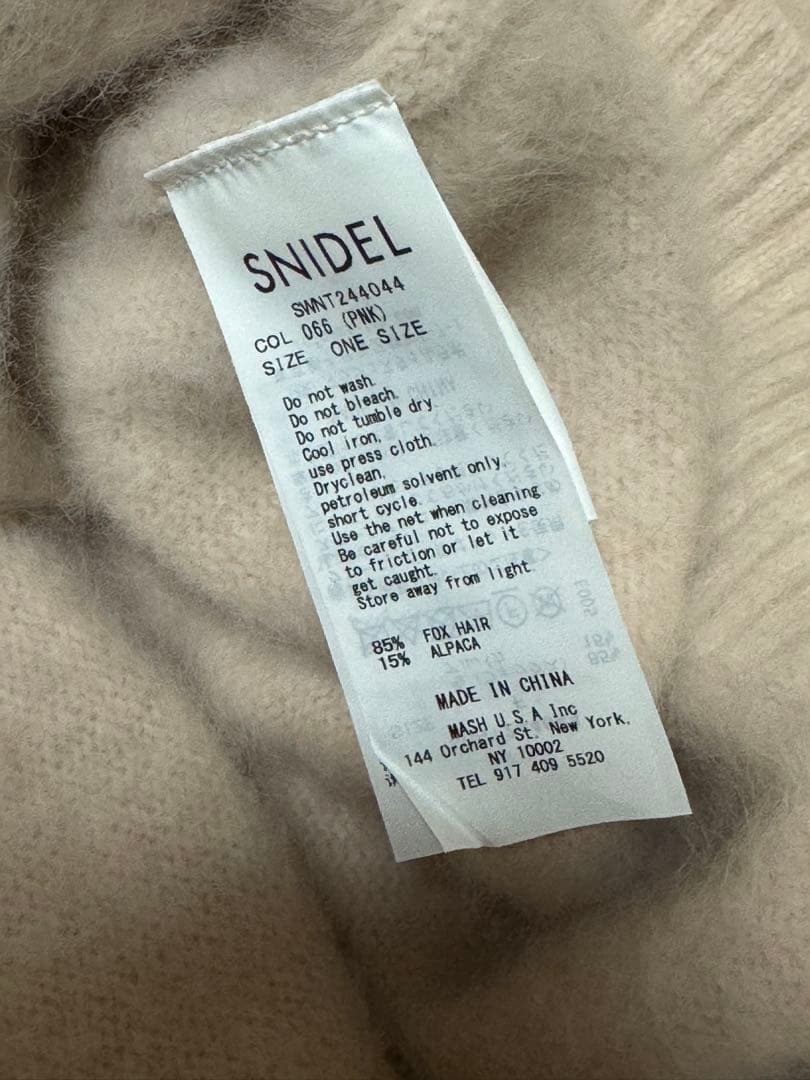 SNIDEL
SWNT244044
COL 066 (PNK)
SIZE ONE SIZE
Do not wash.
Do not bleach.
Do not tumble dry.
Cool iron,
use press cloth.
Dryclean,
petroleum solvent only.
short cycle.
Use the net when cleaning
Be careful not to expose
to friction or let it
get caught.
Store away from light.
85% FOX HAIR
15% ALPACA
MADE IN CHINA
MASH U.S.A Inc
144 Orchard St. New York.
NY 10002
TEL 917 409 5520